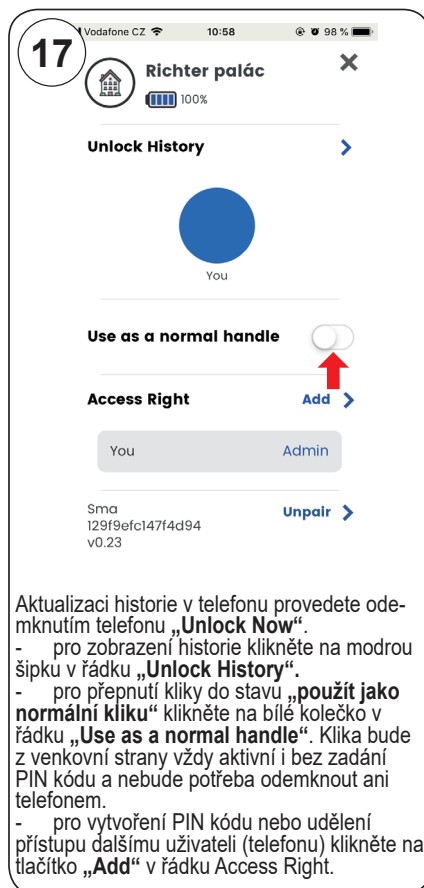 17
Vodafone CZ 10:58 98 %
Richter palác
100%
Unlock History
You
Use as a normal handle
Access Right Add
You Admin
Sma Unpair
129f9efc147f4d94
v0.23
Aktualizaci historie v telefonu provedete ode-
mknutím telefonu „Unlock Now“.
- pro zobrazení historie klikněte na modrou
šipku v řádku „Unlock History“.
- pro přepnutí kliky do stavu „použít jako
normální kliku“ klikněte na bílé kolečko v
řádku „Use as a normal handle“. Klika bude
z venkovní strany vždy aktivní i bez zadání
PIN kódu a nebude potřeba odemknout ani
telefonem.
- pro vytvoření PIN kódu nebo udělení
přístupu dalšímu uživateli (telefonu) klikněte na
tlačítko „Add“ v řádku Access Right.